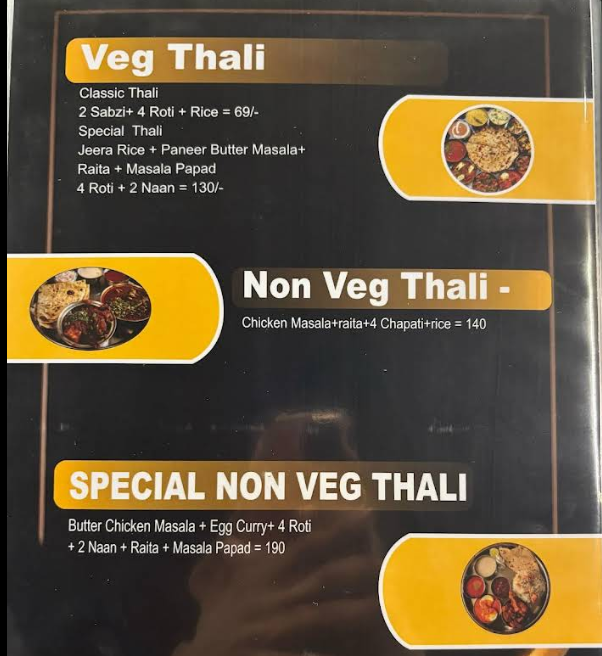 Veg Thali
Classic Thali
2 Sabzi+ 4 Roti + Rice = 69/-
Special Thali
Jeera Rice + Paneer Butter Masala+
Raita + Masala Papad
4 Roti + 2 Naan = 130/-
Non Veg Thali -
Chicken Masala+raita+4 Chapati+rice = 140
SPECIAL NON VEG THALI
Butter Chicken Masala + Egg Curry+ 4 Roti
+ 2 Naan + Raita + Masala Papad = 190